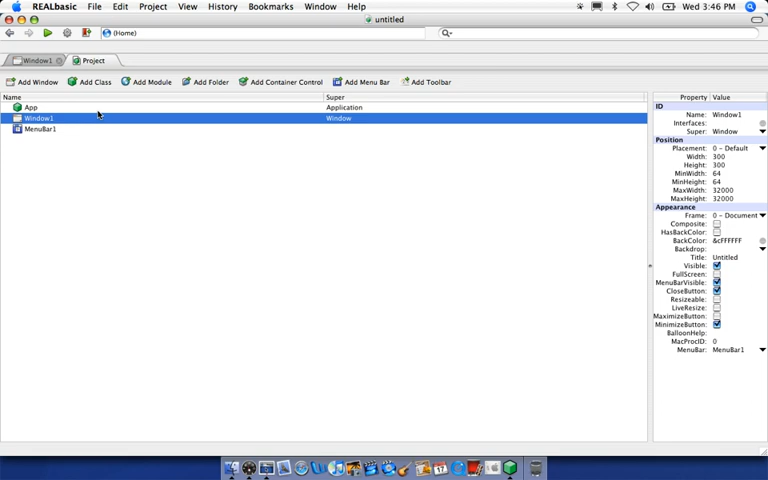 REALbasic File Edit Project View History Bookmarks Window Help Wed 3:46 PM
untitled
(Home)
Window1 Project
Add Window Add Class Add Module Add Folder Add Container Control Add Menu Bar Add Toolbar
Name Super Property Value
App Application
Window1 Window
MenuBar1
ID
Name: Window1
Interfaces:
Super: Window
Position
Placement: 0 - Default
Width: 300
Height: 300
MinWidth: 64
MinHeight: 64
MaxWidth: 32000
MaxHeight: 32000
Appearance
Frame: 0 - Document
Composite:
HasBackColor:
BackColor: &cFFFFFF
Backdrop:
Title: Untitled
Visible:
FullScreen:
MenuBarVisible:
CloseButton:
Resizeable:
LiveResize:
MaximizeButton:
MinimizeButton:
BalloonHelp:
MacProcID: 0
MenuBar: MenuBar1
17